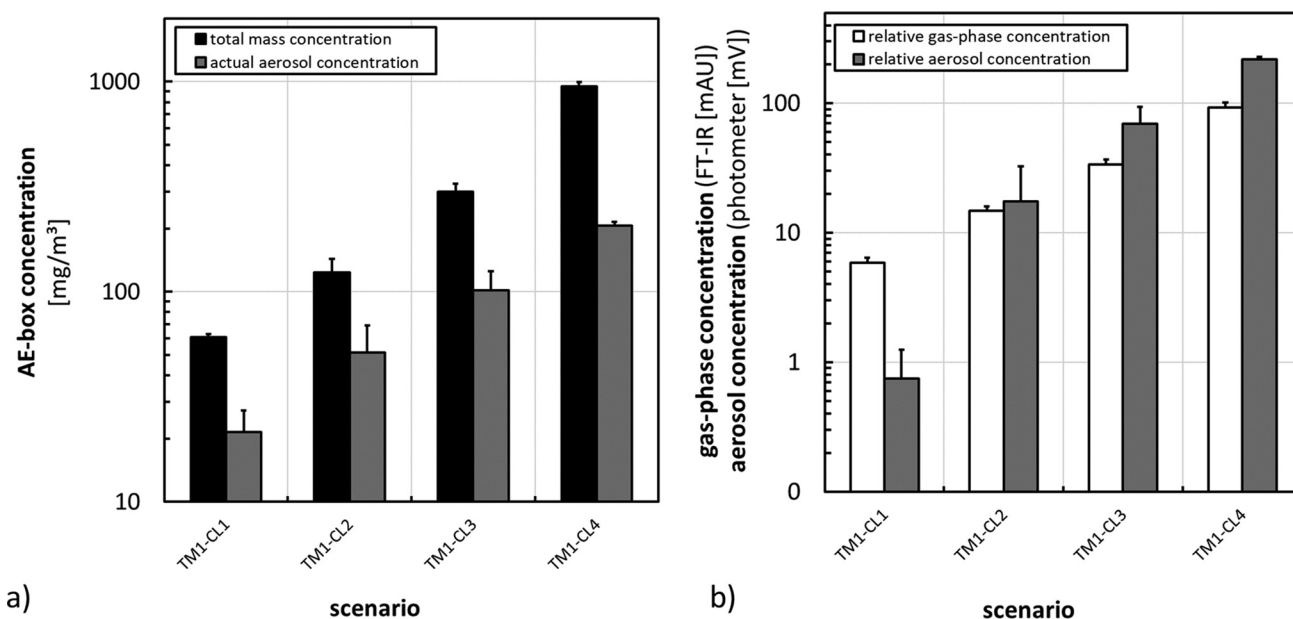 total mass concentration
actual aerosol concentration
1000
100
10
AE-box concentration
[mg/m³]
TM1-CL1
TM1-CL2
TM1-CL3
TM1-CL4
scenario
a)
relative gas-phase concentration
relative aerosol concentration
100
10
1
0
gas-phase concentration (FT-IR [mAU])
aerosol concentration (photometer [mV])
TM1-CL1
TM1-CL2
TM1-CL3
TM1-CL4
scenario
b)